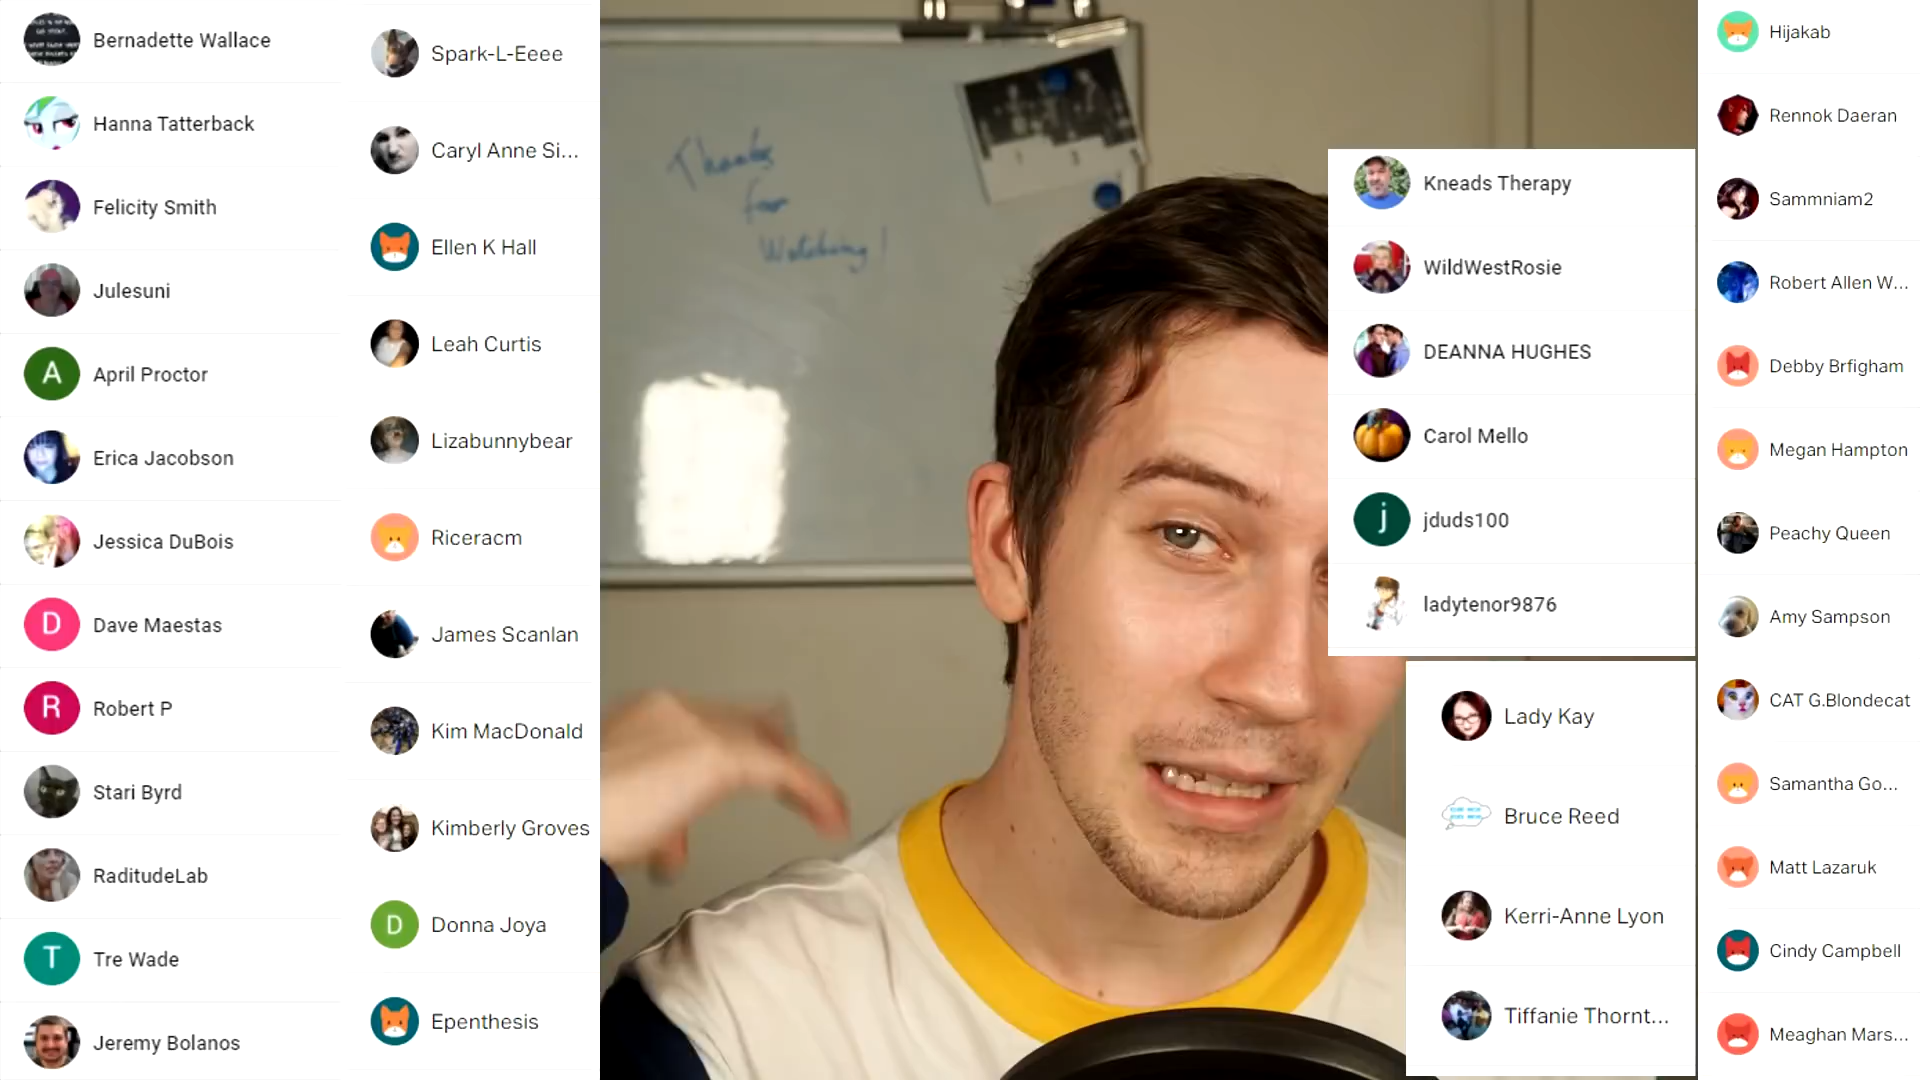 Bernadette Wallace
Hanna Tatterback
Felicity Smith
Julesuni
A April Proctor
Erica Jacobson
Jessica DuBois
D Dave Maestas
R Robert P
Stari Byrd
RaditudeLab
T Tre Wade
Jeremy Bolanos
Spark-L-Eeee
Caryl Anne Si...
Ellen K Hall
Leah Curtis
Lizabunnybear
Riceracm
James Scanlan
Kim MacDonald
Kimberly Groves
D Donna Joya
Epenthesis
Thanks
for
Watching!
Kneads Therapy
WildWestRosie
DEANNA HUGHES
Carol Mello
j jduds100
ladytenor9876
Lady Kay
Bruce Reed
Kerri-Anne Lyon
Tiffanie Thornt...
Hijakab
Rennok Daeran
Sammniam2
Robert Allen W...
Debby Brfigham
Megan Hampton
Peachy Queen
Amy Sampson
CAT G.Blondecat
Samantha Go...
Matt Lazaruk
Cindy Campbell
Meaghan Mars...